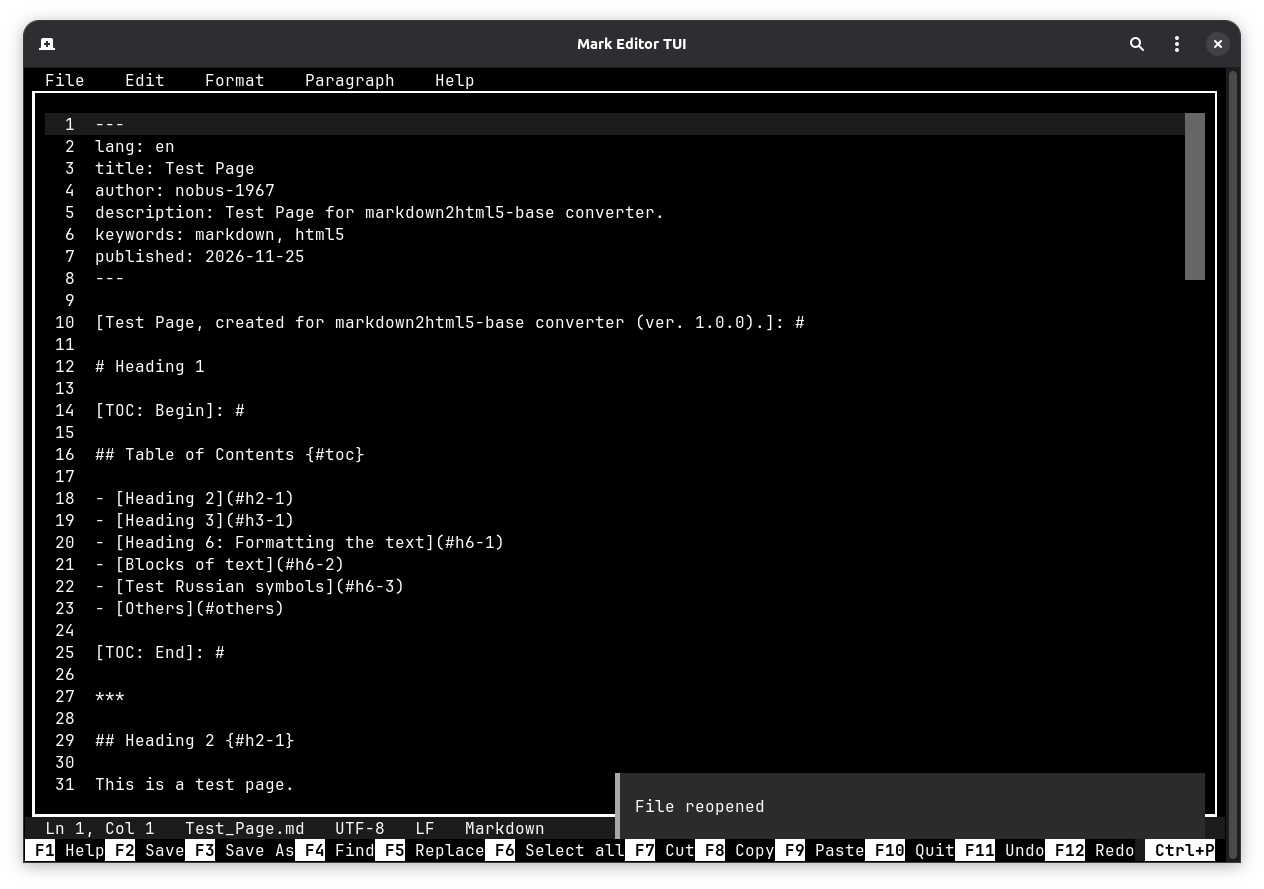 Mark Editor TUI
File Edit Format Paragraph Help
1 ---
2 lang: en
3 title: Test Page
4 author: nobus-1967
5 description: Test Page for markdown2html5-base converter.
6 keywords: markdown, html5
7 published: 2026-11-25
8 ---
9
10 [Test Page, created for markdown2html5-base converter (ver. 1.0.0).]: #
11
12 # Heading 1
13
14 [TOC: Begin]: #
15
16 ## Table of Contents {#toc}
17
18 - [Heading 2](#h2-1)
19 - [Heading 3](#h3-1)
20 - [Heading 6: Formatting the text](#h6-1)
21 - [Blocks of text](#h6-2)
22 - [Test Russian symbols](#h6-3)
23 - [Others](#others)
24
25 [TOC: End]: #
26
27 ***
28
29 ## Heading 2 {#h2-1}
30
31 This is a test page.
File reopened
Ln 1, Col 1 Test_Page.md UTF-8 LF Markdown
F1 Help F2 Save F3 Save As F4 Find F5 Replace F6 Select all F7 Cut F8 Copy F9 Paste F10 Quit F11 Undo F12 Redo Ctrl+P